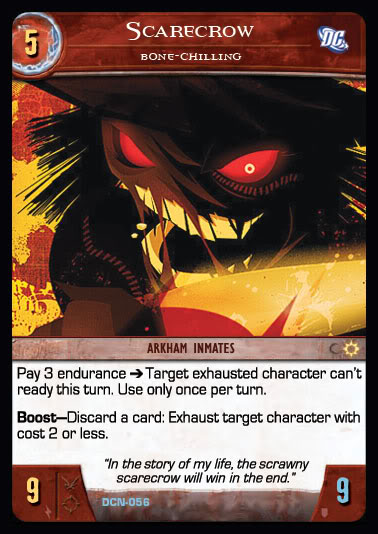 5
SCARECROW
DC
BONE-CHILLING
ARKHAM INMATES
Pay 3 endurance ➔ Target exhausted character can't
ready this turn. Use only once per turn.
Boost—Discard a card: Exhaust target character with
cost 2 or less.
"In the story of my life, the scrawny
scarecrow will win in the end."
9
DCN-056
9